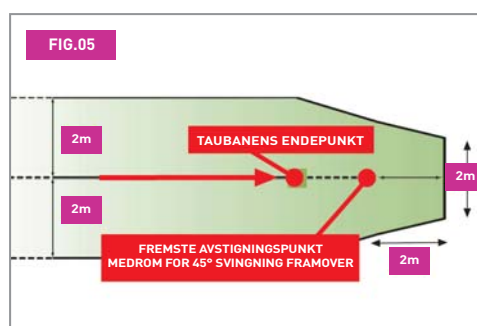 FIG.05
2m
TAUBANENS ENDEPUNKT
2m
2m
FREMSTE AVSTIGNINGSPUNKT
MEDROM FOR 45° SVINGNING FRAMOVER
2m